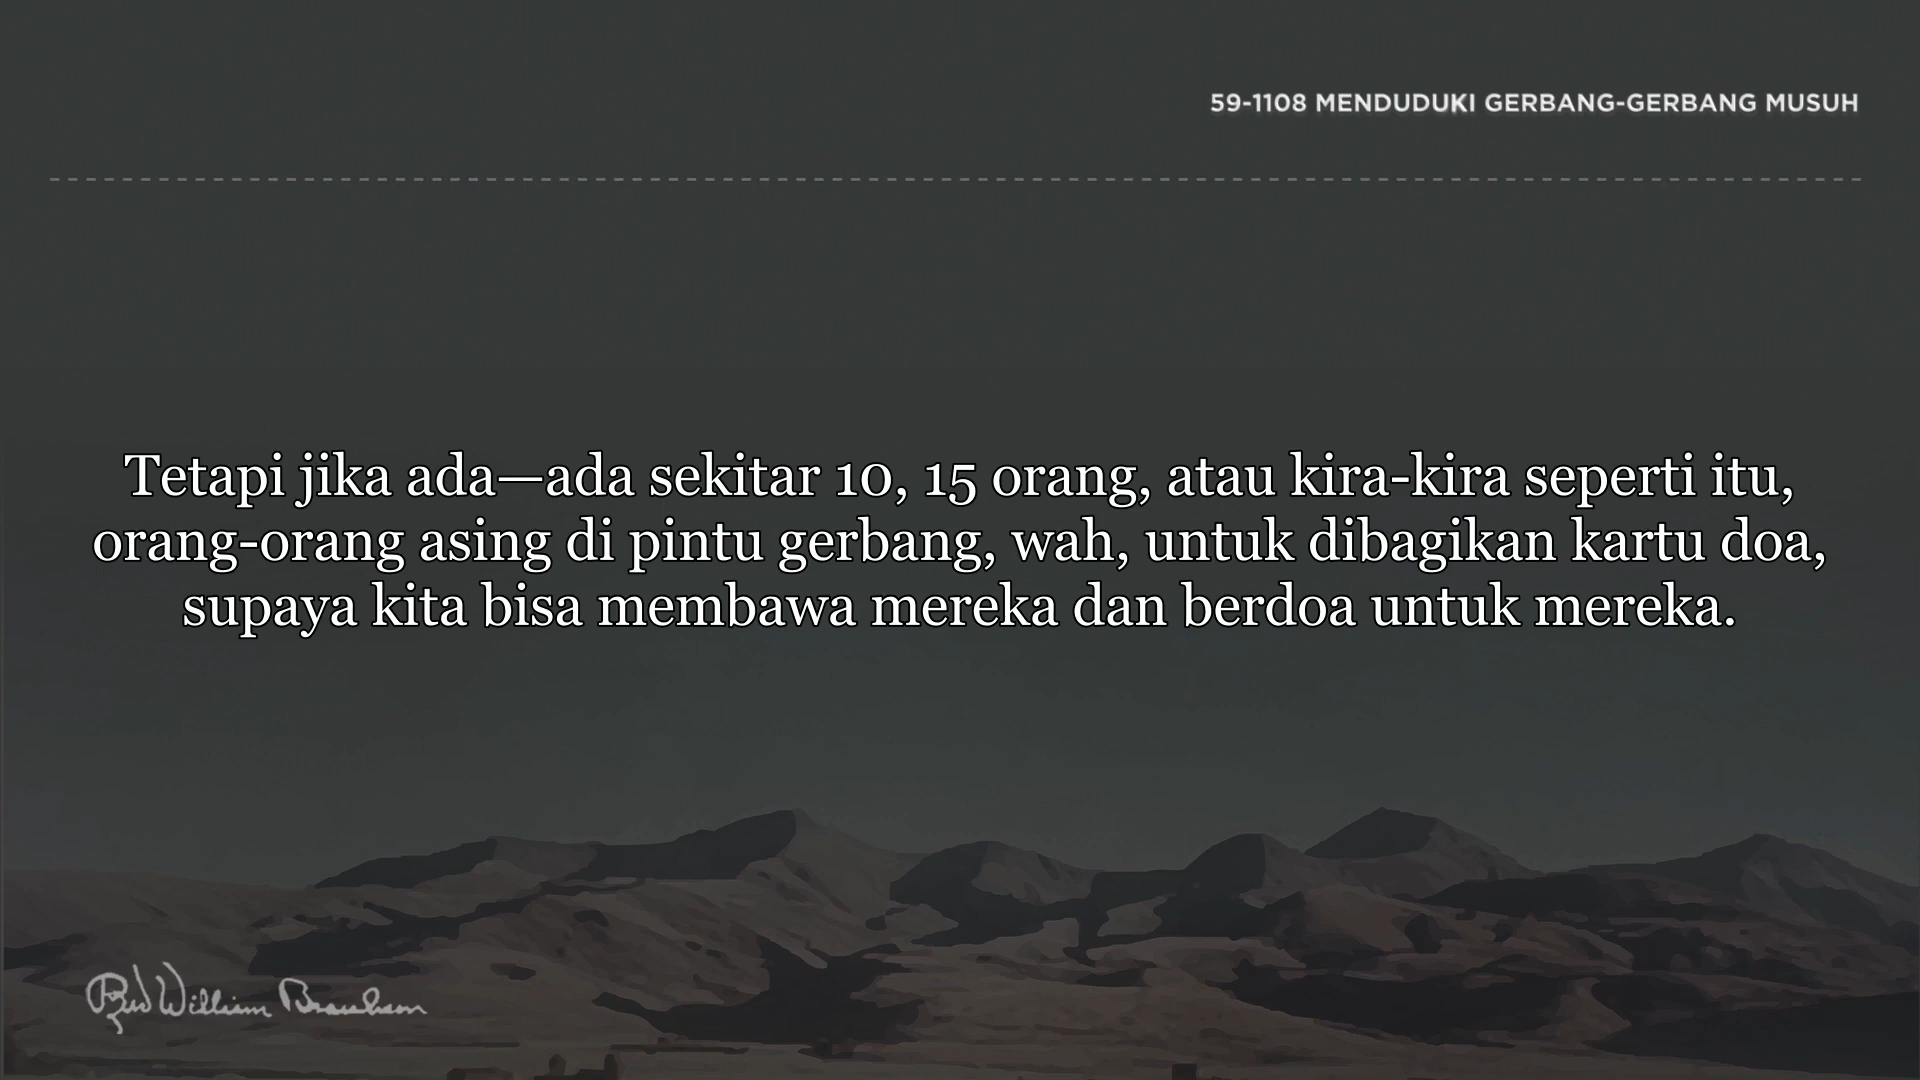 59-1108 MENDUDUKI GERBANG-GERBANG MUSUH
Tetapi jika ada—ada sekitar 10, 15 orang, atau kira-kira seperti itu,
orang-orang asing di pintu gerbang, wah, untuk dibagikan kartu doa,
supaya kita bisa membawa mereka dan berdoa untuk mereka.
Rev William Branham